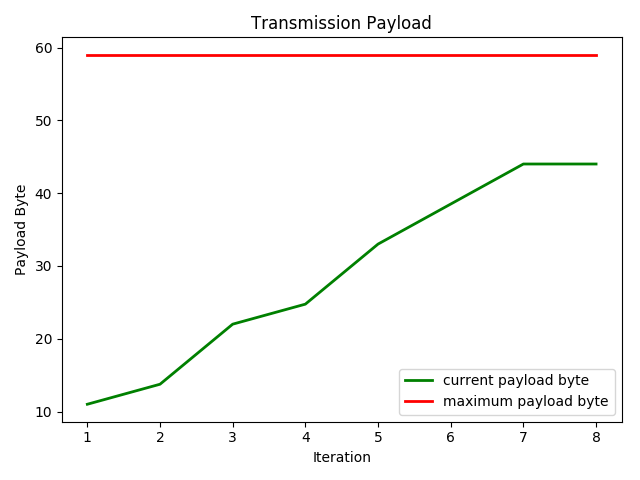 Transmission Payload
Payload Byte
60
50
40
30
20
10
1 2 3 4 5 6 7 8
Iteration
current payload byte
maximum payload byte